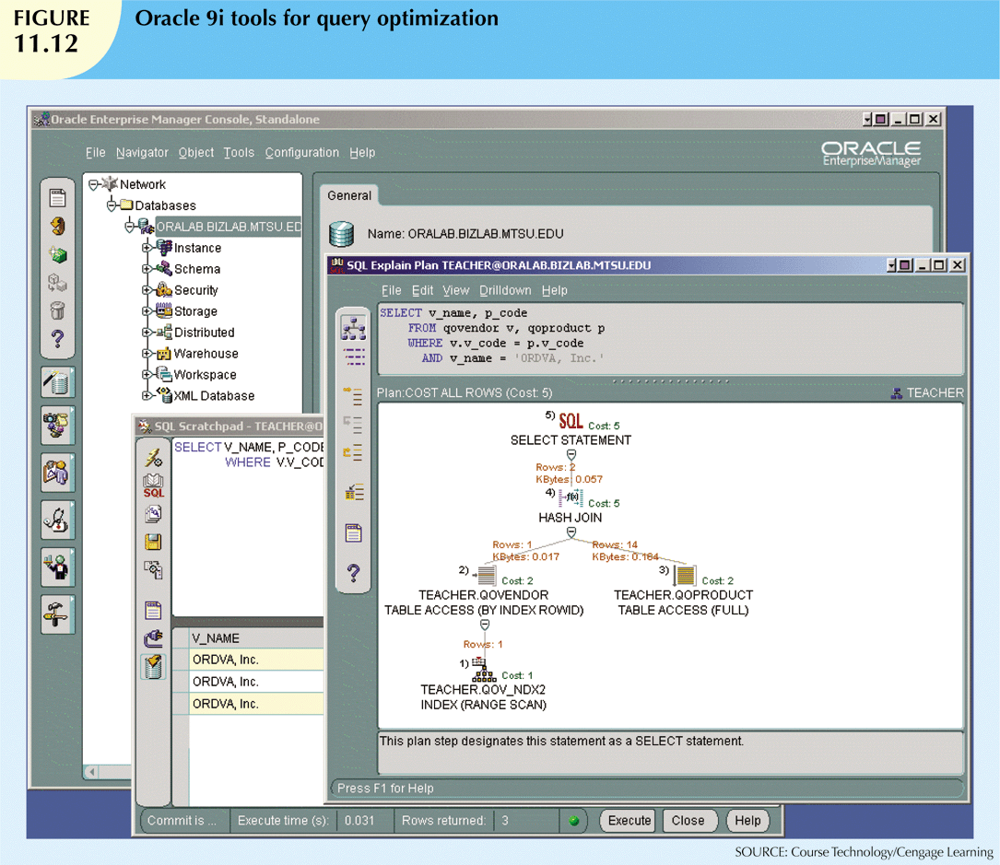 FIGURE
11.12
Oracle 9i tools for query optimization
Oracle Enterprise Manager Console, Standalone
File Navigator Object Tools Configuration Help
ORACLE
EnterpriseManager
Network
Databases
ORALAB.BIZLAB.MTSU.ED
Instance
Schema
Security
Storage
Distributed
Warehouse
Workspace
XML Database
General
Name: ORALAB.BIZLAB.MTSU.EDU
SQL Explain Plan TEACHER@ORALAB.BIZLAB.MTSU.EDU
File Edit View Drilldown Help
SELECT v_name, p_code
FROM qovendor v, qoproduct p
WHERE v.v_code = p.v_code
AND v_name = 'ORDVA, Inc.'
Plan:COST ALL ROWS (Cost: 5)
TEACHER
5) SQL Cost: 5
SELECT STATEMENT
Rows: 2
KBytes: 0.057
4) f(x) Cost: 5
HASH JOIN
Rows: 1
KBytes: 0.017
Rows: 14
KBytes: 0.164
2) Cost: 2
TEACHER.QOVENDOR
TABLE ACCESS (BY INDEX ROWID)
3) Cost: 2
TEACHER.QOPRODUCT
TABLE ACCESS (FULL)
Rows: 1
1) Cost: 1
TEACHER.QOV_NDX2
INDEX (RANGE SCAN)
This plan step designates this statement as a SELECT statement.
Press F1 for Help
SQL Scratchpad - TEACHER@O
SQL
SELECT V_NAME, P_CODE
WHERE V.V_COD
V_NAME
ORDVA, Inc.
ORDVA, Inc.
ORDVA, Inc.
Commit is ... Execute time (s): 0.031 Rows returned: 3 Execute Close Help
SOURCE: Course Technology/Cengage Learning